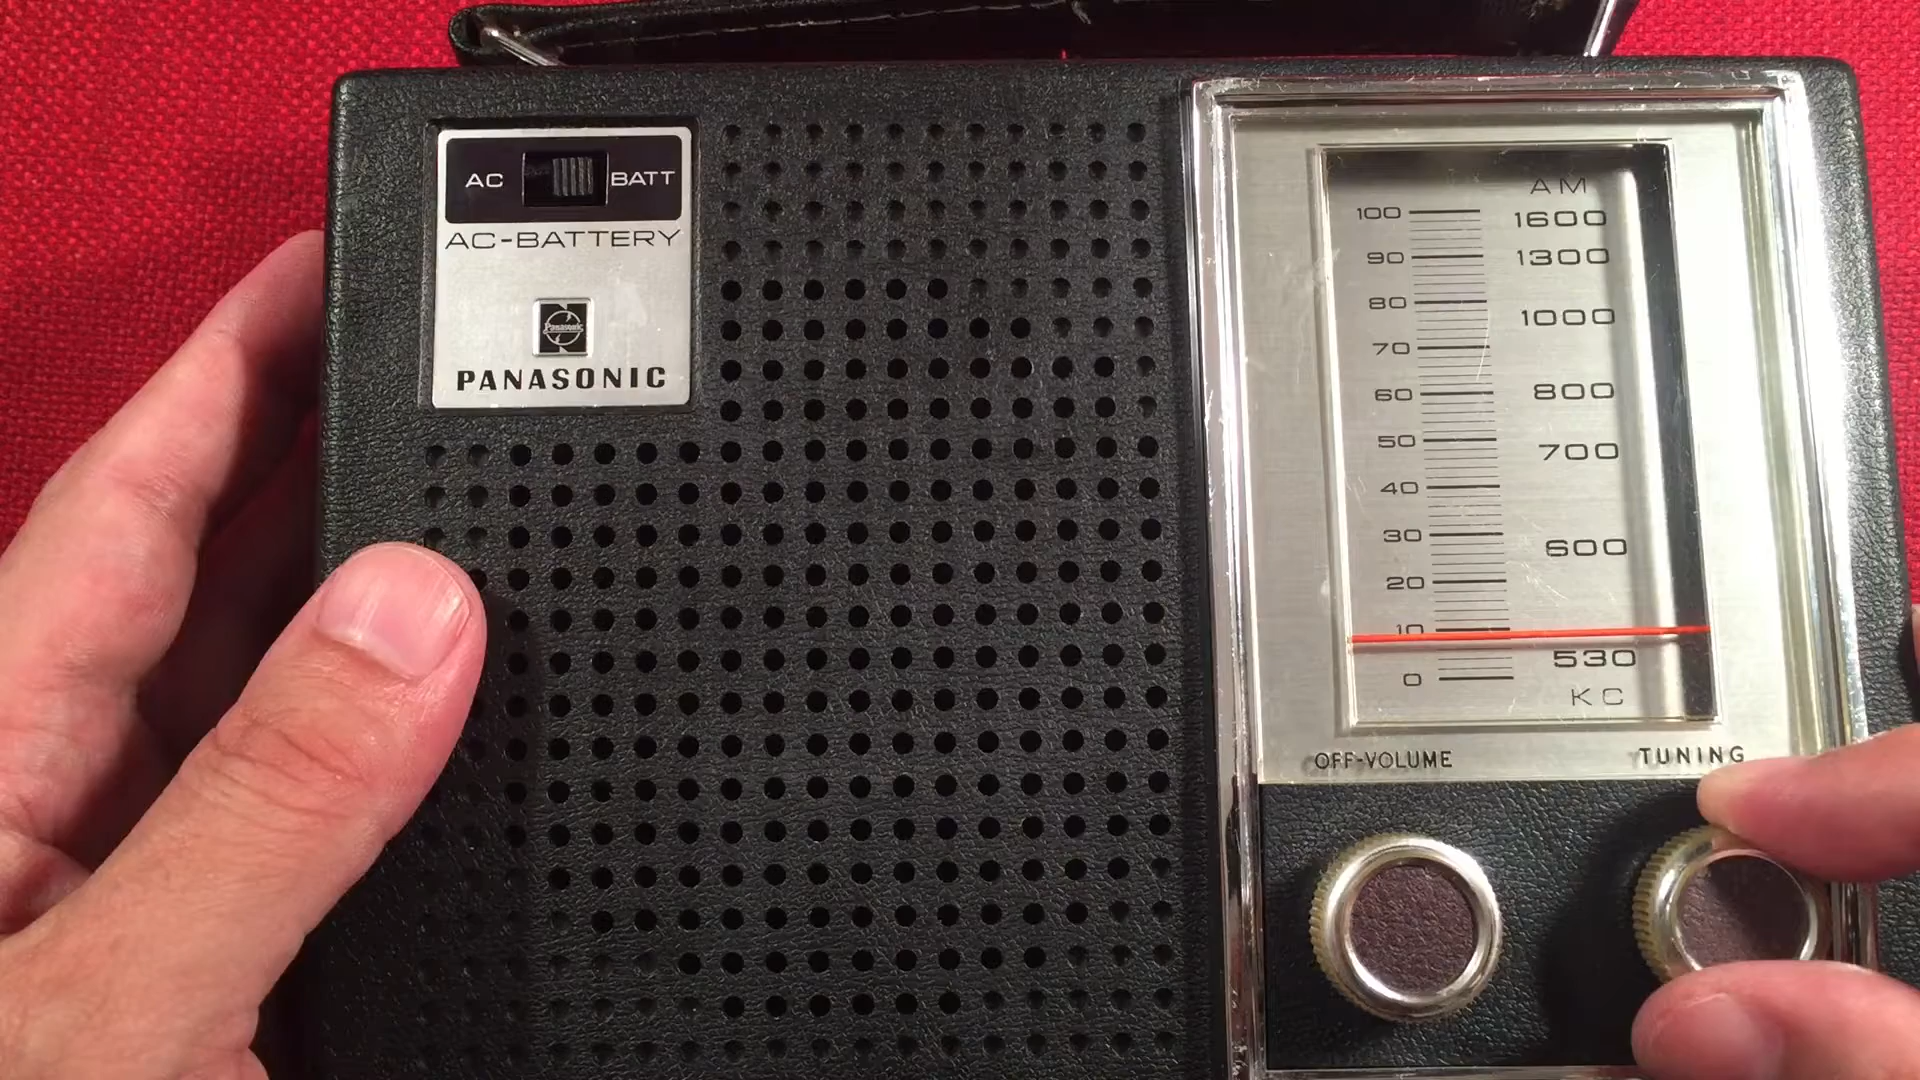 AC BATT
AC-BATTERY
Panasonic
PANASONIC
AM
100 1600
90 1300
80
1000
70
60 800
50 700
40
30
600
20
10
530
0
KC
OFF-VOLUME TUNING